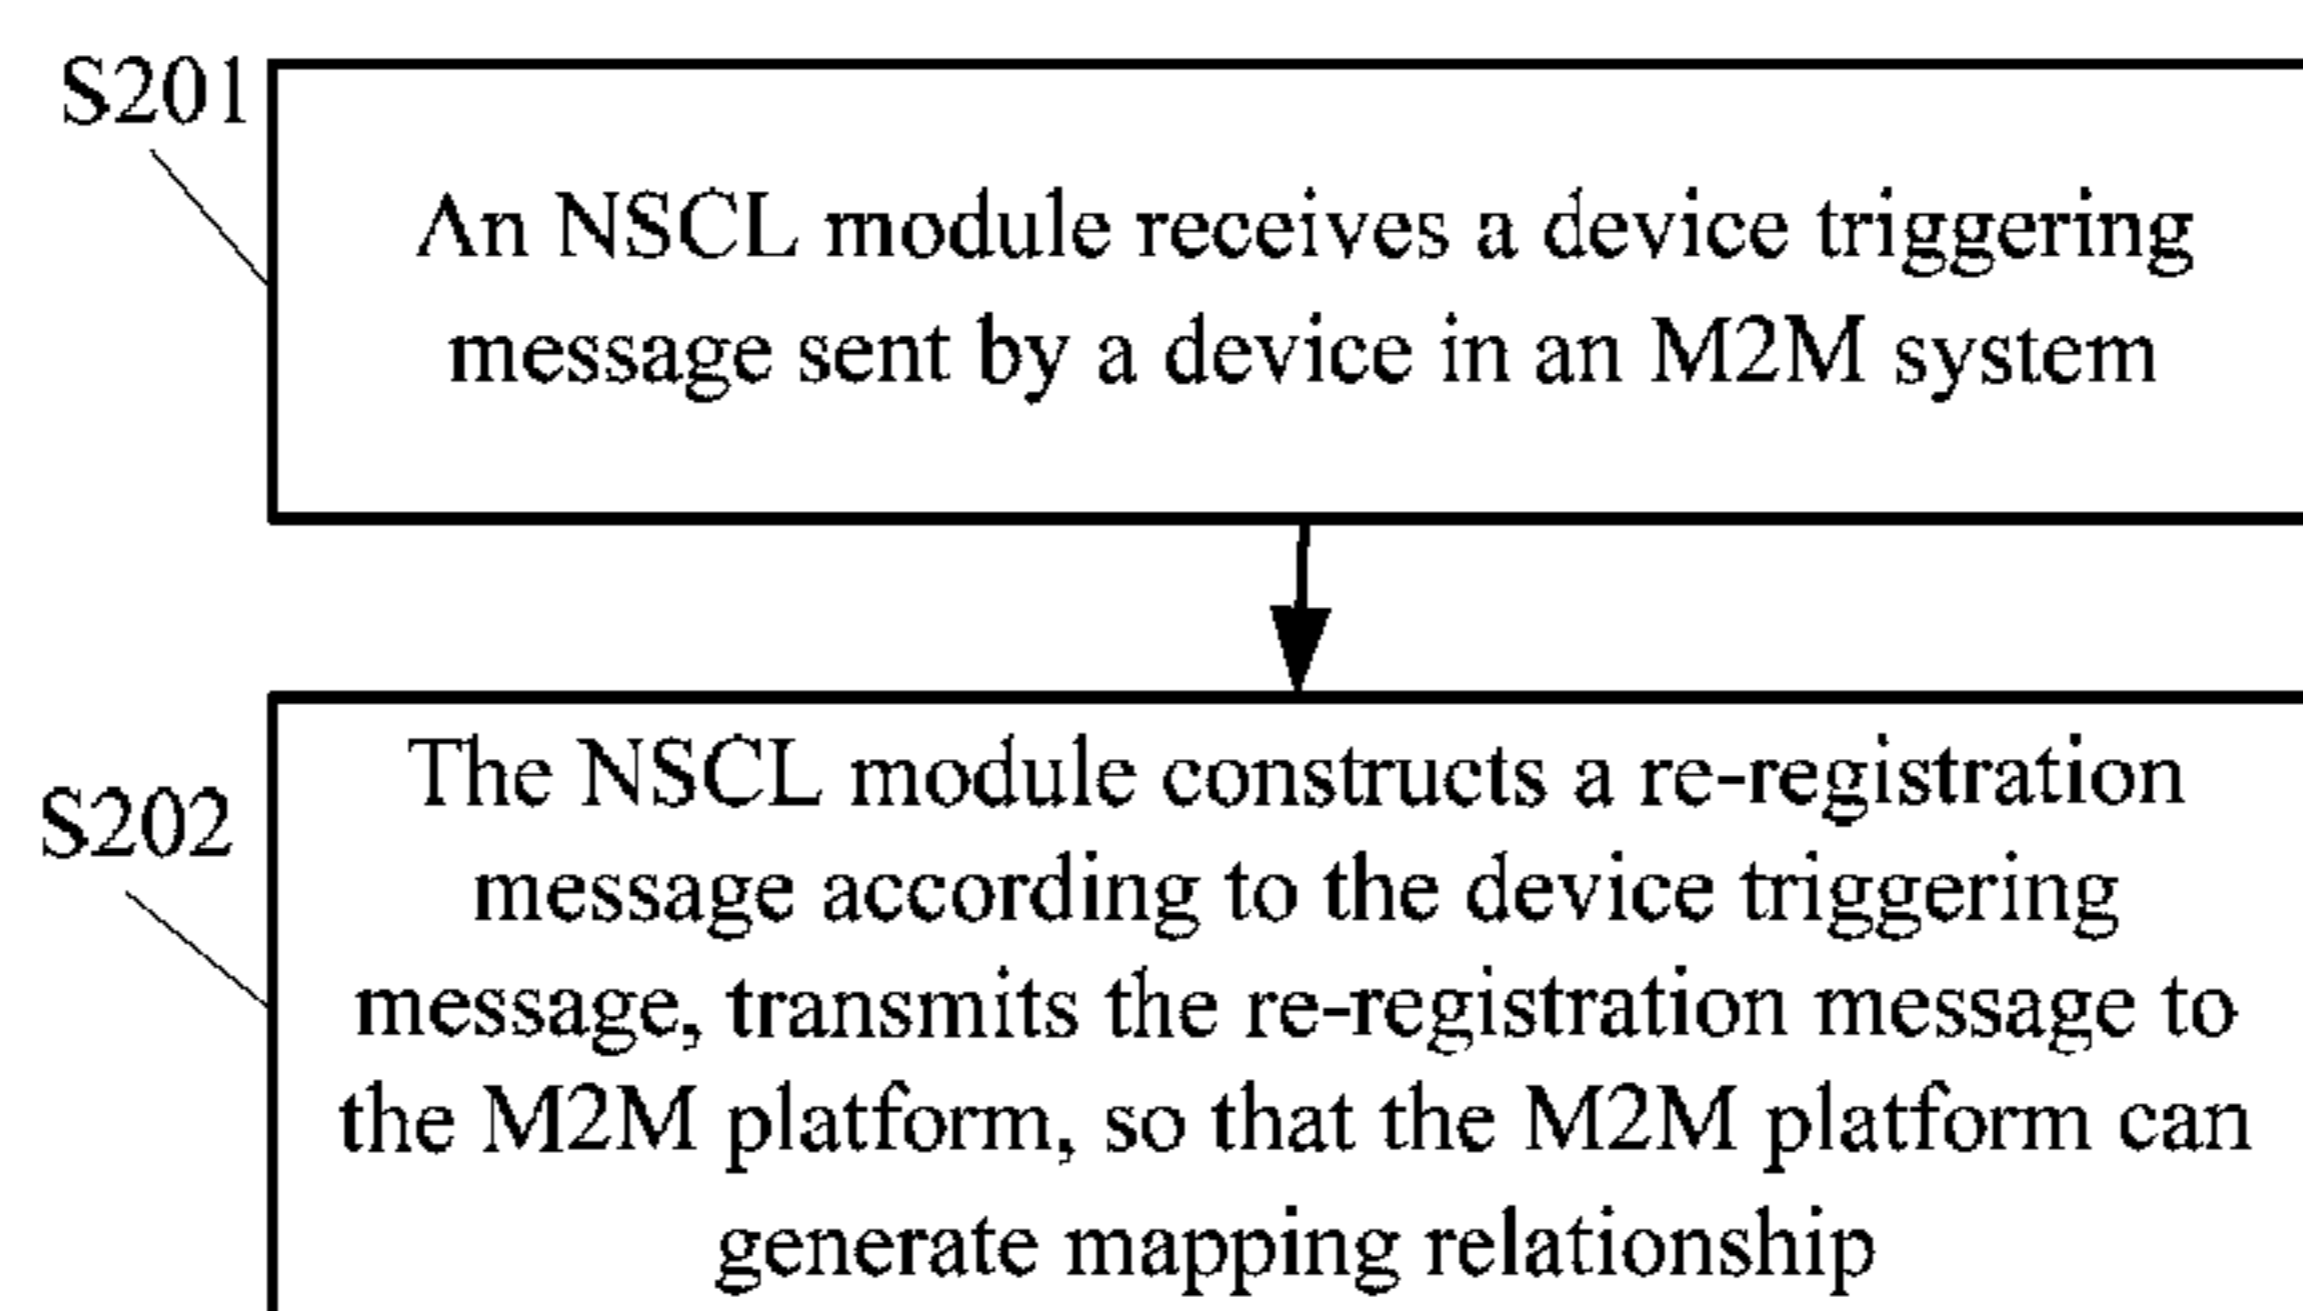 S201
An NSCL module receives a device triggering
message sent by a device in an M2M system
S202
The NSCL module constructs a re-registration
message according to the device triggering
message, transmits the re-registration message to
the M2M platform, so that the M2M platform can
generate mapping relationship